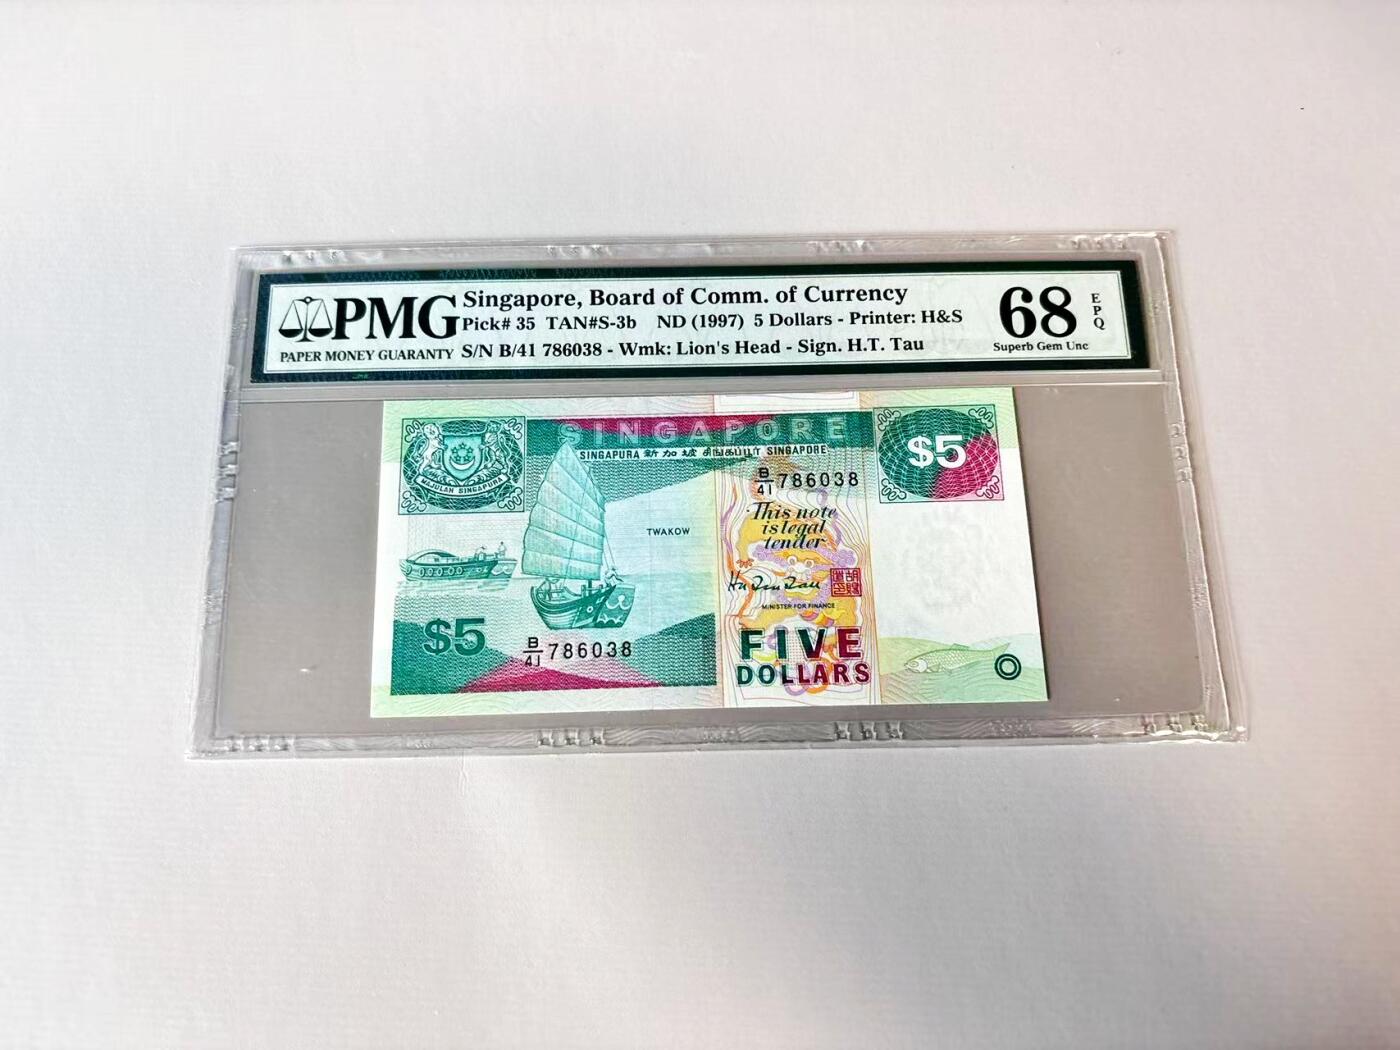 PMG
PAPER MONEY GUARANTY
Singapore, Board of Comm. of Currency
Pick# 35 TAN#S-3b ND (1997) 5 Dollars - Printer: H&S
S/N B/41 786038 - Wmk: Lion's Head - Sign. H.T. Tau
68
EPQ
Superb Gem Unc
SINGAPORE
SINGAPURA 新加坡 சிங்கப்பூர் SINGAPORE
MAJULAH SINGAPURA
$5
B/41 786038
This note
is legal
tender
TWAKOW
Hu Tsu Tau
MINISTER FOR FINANCE
$5
B/41 786038
FIVE
DOLLARS